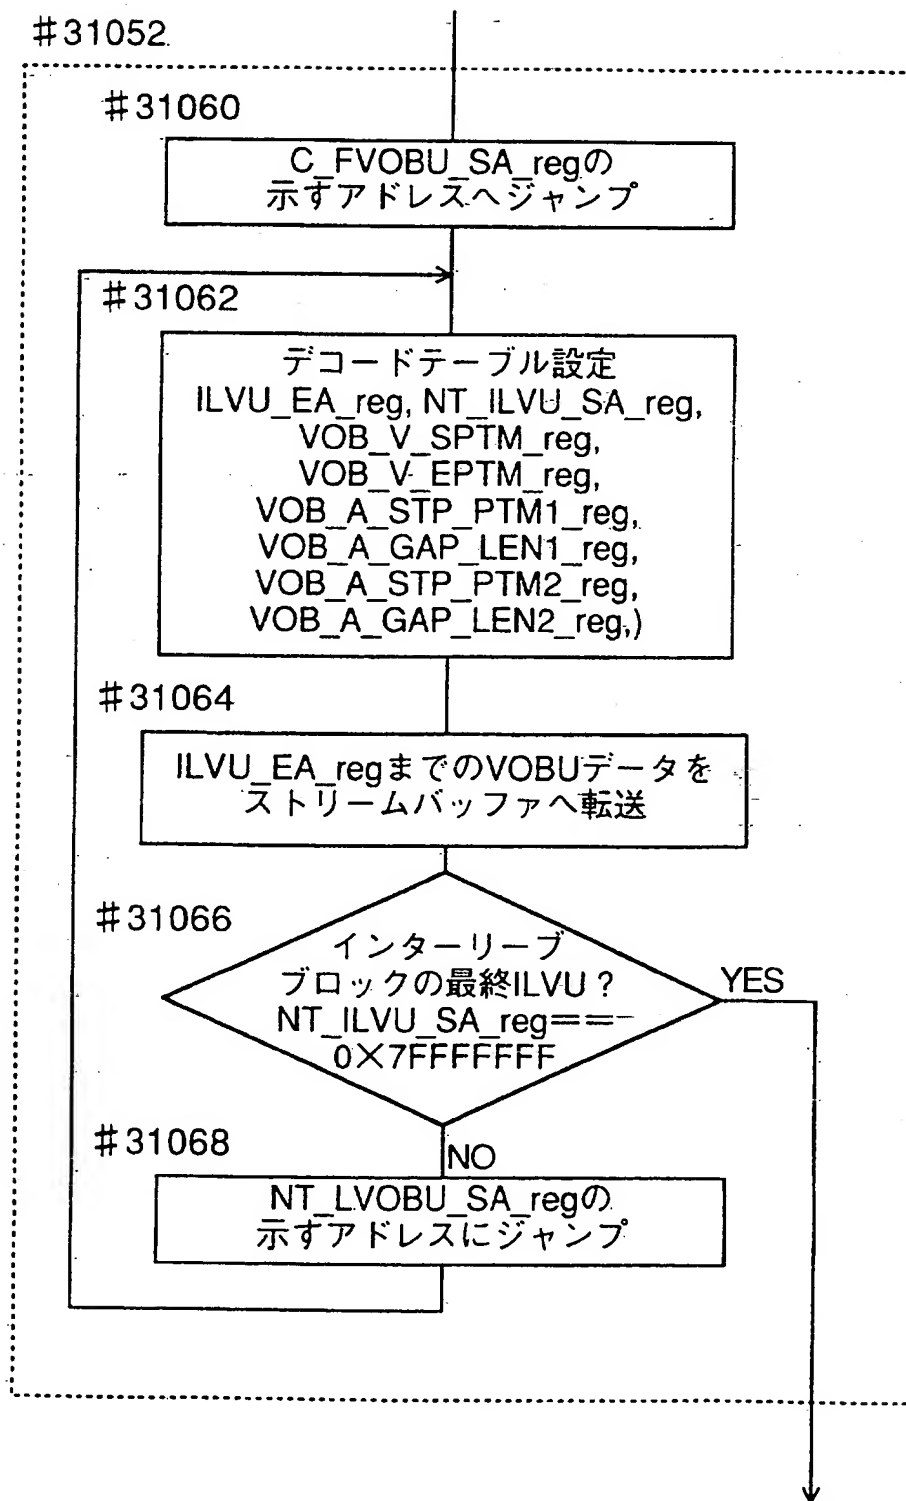 #31052
#31060
C_FVOBU_SA_regの
示すアドレスへジャンプ
#31062
デコードテーブル設定
ILVU_EA_reg, NT_ILVU_SA_reg,
VOB_V_SPTM_reg,
VOB_V_EPTM_reg,
VOB_A_STP_PTM1_reg,
VOB_A_GAP_LEN1_reg,
VOB_A_STP_PTM2_reg,
VOB_A_GAP_LEN2_reg,)
#31064
ILVU_EA_regまでのVOBUデータを
ストリームバッファへ転送
#31066
インターリーブ
ブロックの最終ILVU?
NT_ILVU_SA_reg==
0×7FFFFFFF
YES
#31068
NO
NT_LVOBU_SA_regの
示すアドレスにジャンプ